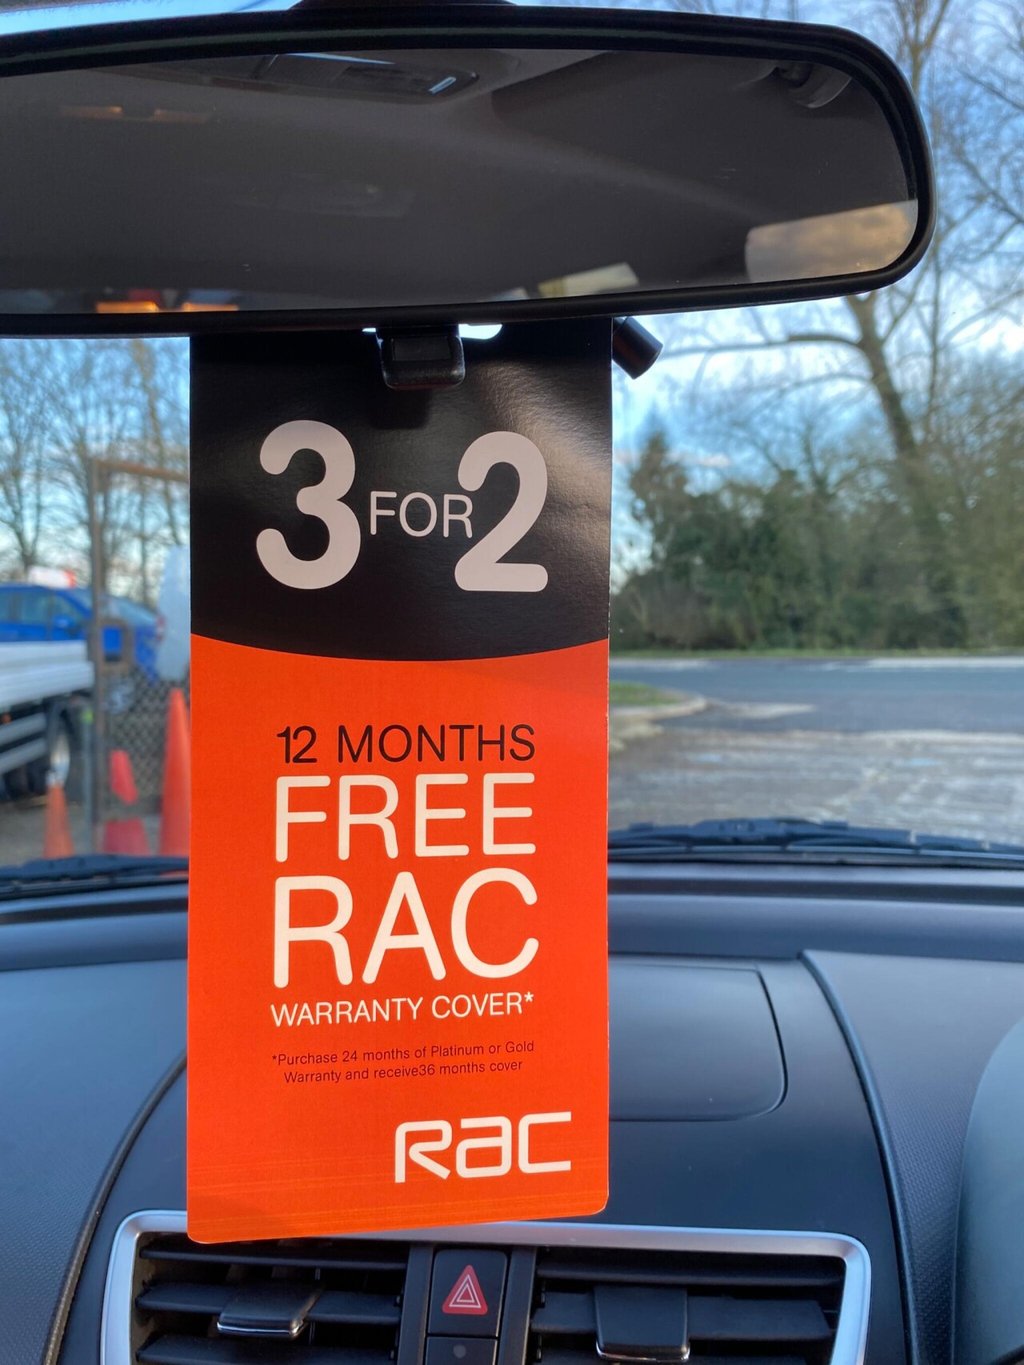 3 FOR 2
12 MONTHS
FREE
RAC
WARRANTY COVER*
*Purchase 24 months of Platinum or Gold
Warranty and receive36 months cover
RAC